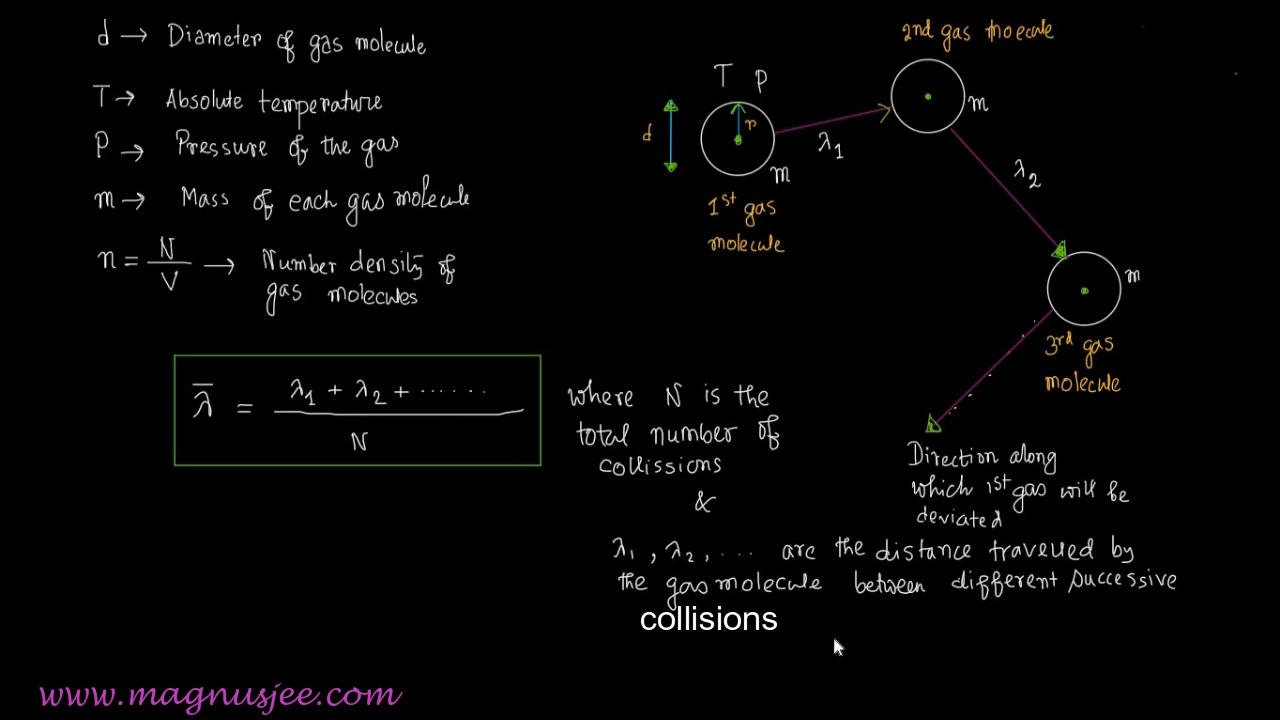 d → Diameter of gas molecule
T → Absolute temperature
P → Pressure of the gas
m → Mass of each gas molecule
n = N/V → Number density of
gas molecules
λ̅ = (λ1 + λ2 + ......)/N
where N is the
total number of
collissions
&
λ1, λ2, ... are the distance travelled by
the gas molecule between different successive
collisions
T P
d
r
m
1st gas
molecule
λ1
2nd gas moecule
m
λ2
m
3rd gas
molecule
Direction along
which 1st gas will be
deviated
www.magnusjee.com